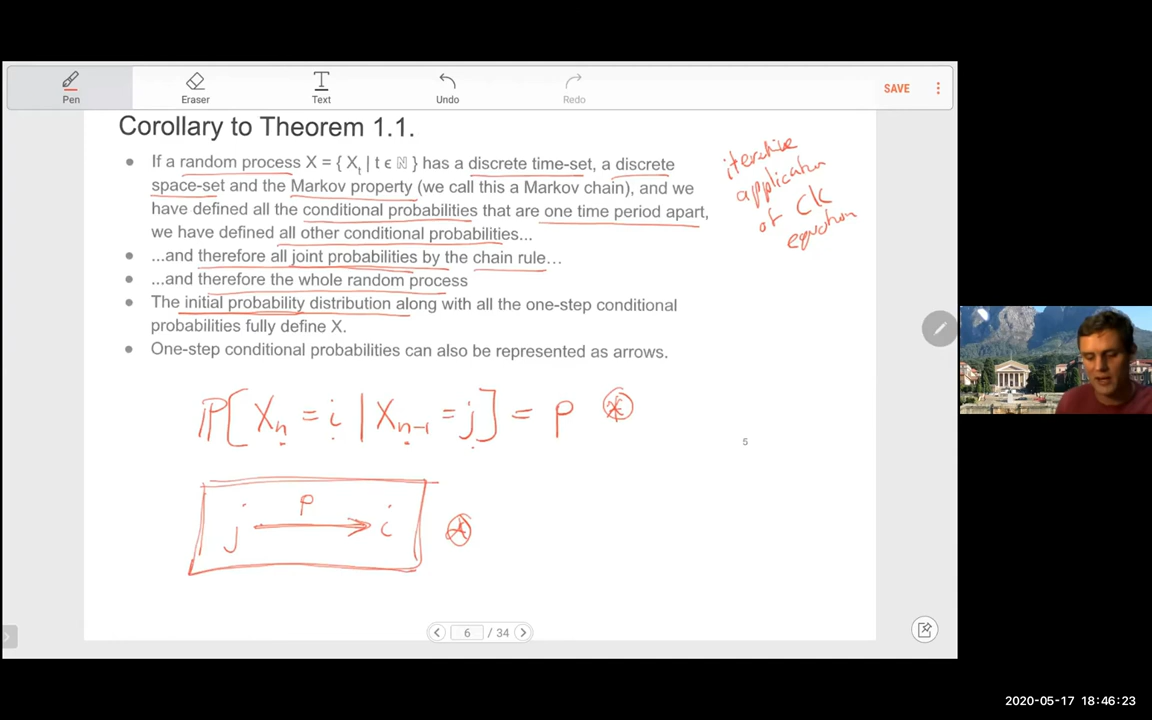 Pen
Eraser
Text
Undo
Redo
SAVE
Corollary to Theorem 1.1.
● If a random process X = { Xt | t ϵ ℕ } has a discrete time-set, a discrete
space-set and the Markov property (we call this a Markov chain), and we
have defined all the conditional probabilities that are one time period apart,
we have defined all other conditional probabilities...
● ...and therefore all joint probabilities by the chain rule...
● ...and therefore the whole random process
● The initial probability distribution along with all the one-step conditional
probabilities fully define X.
● One-step conditional probabilities can also be represented as arrows.
iterative
application
of CK
equation
ℙ[Xn = i | Xn-1 = j] = p ⊛
5
p
j → i ⊛
6 / 34
2020-05-17 18:46:23